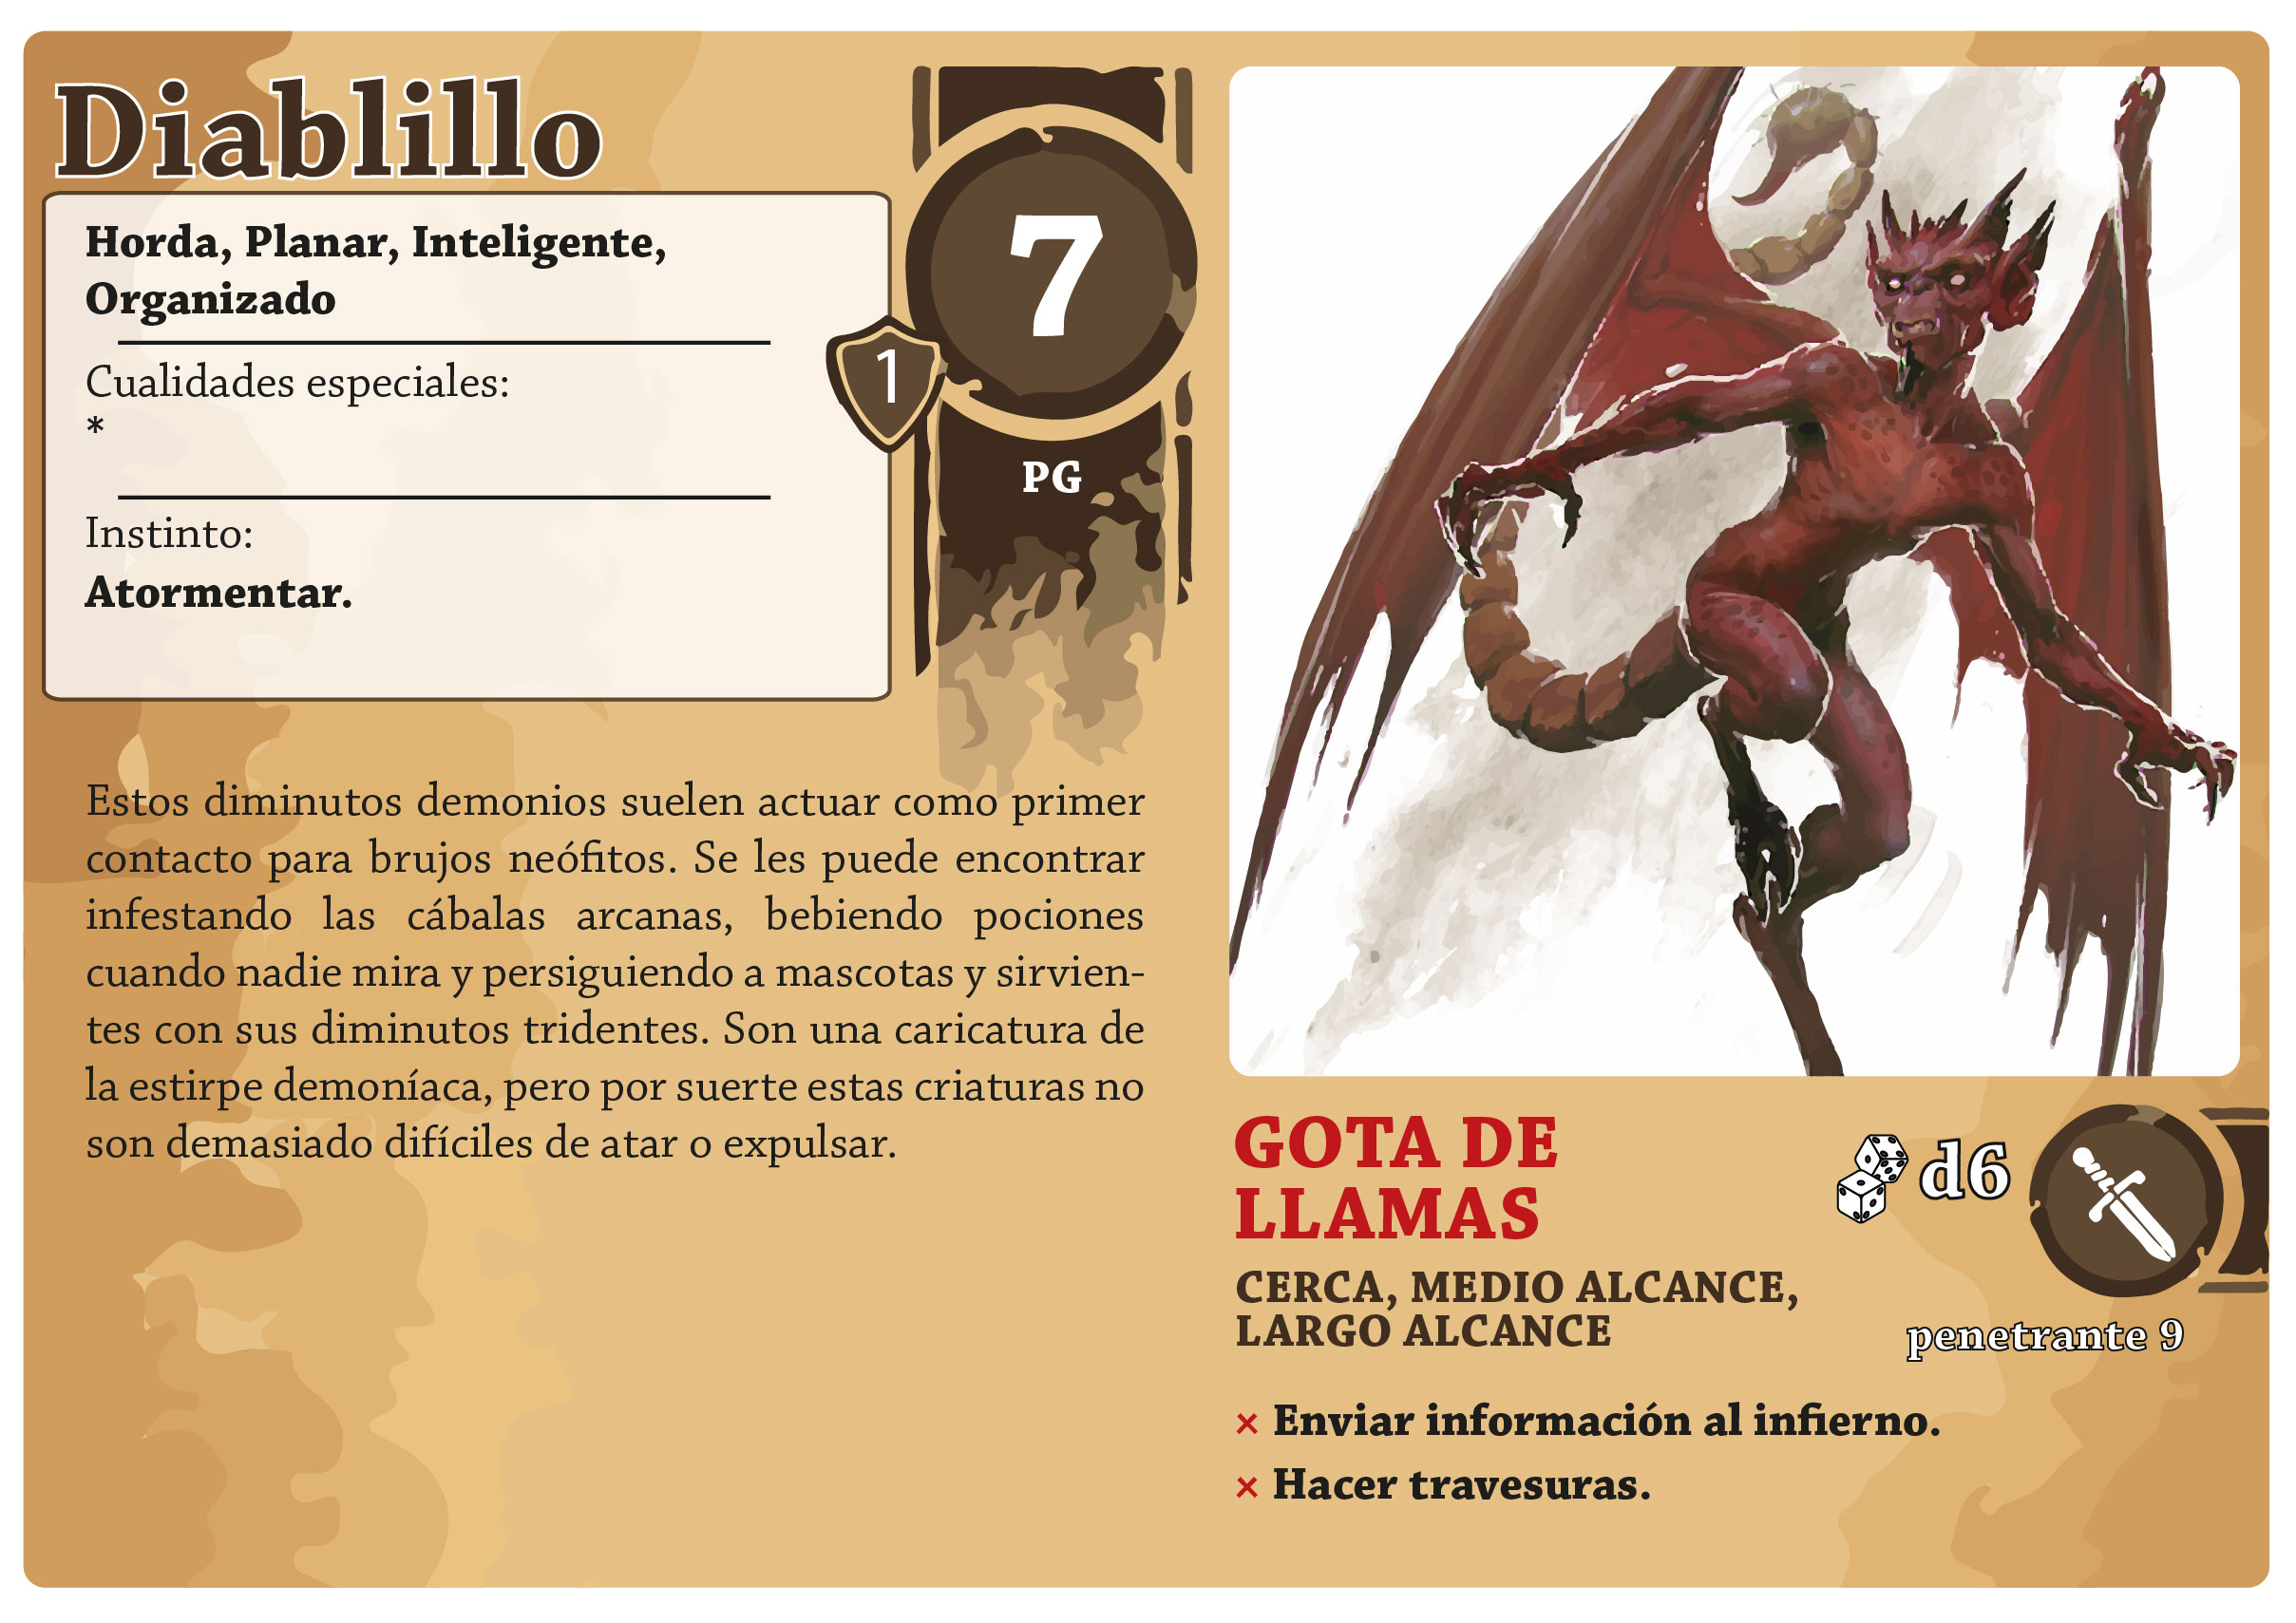 Diablillo
Horda, Planar, Inteligente,
Organizado
Cualidades especiales:
*
Instinto:
Atormentar.
1
7
PG
Estos diminutos demonios suelen actuar como primer
contacto para brujos neófitos. Se les puede encontrar
infestando las cábalas arcanas, bebiendo pociones
cuando nadie mira y persiguiendo a mascotas y sirvien-
tes con sus diminutos tridentes. Son una caricatura de
la estirpe demoníaca, pero por suerte estas criaturas no
son demasiado difíciles de atar o expulsar.
GOTA DE
LLAMAS
d6
CERCA, MEDIO ALCANCE,
LARGO ALCANCE
penetrante 9
× Enviar información al infierno.
× Hacer travesuras.